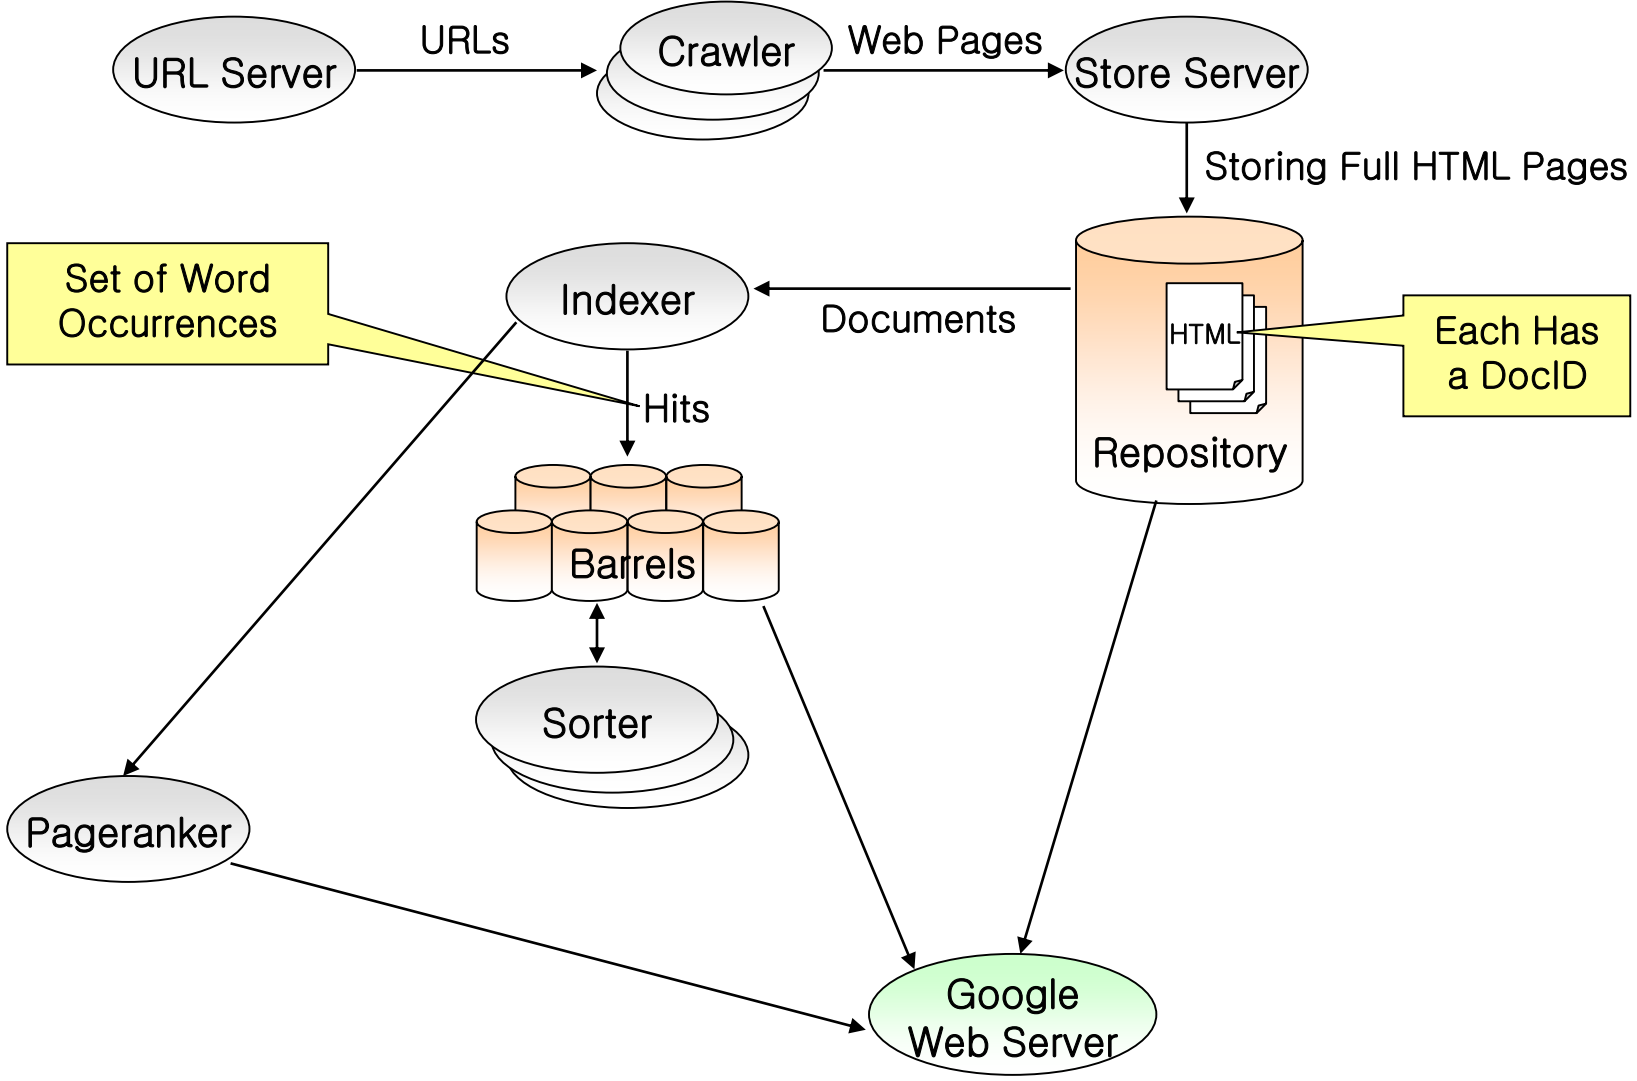 URL Server
URLs
Crawler
Web Pages
Store Server
Storing Full HTML Pages
Set of Word
Occurrences
Indexer
Documents
HTML
Each Has
a DocID
Hits
Repository
Barrels
Sorter
Pageranker
Google
Web Server